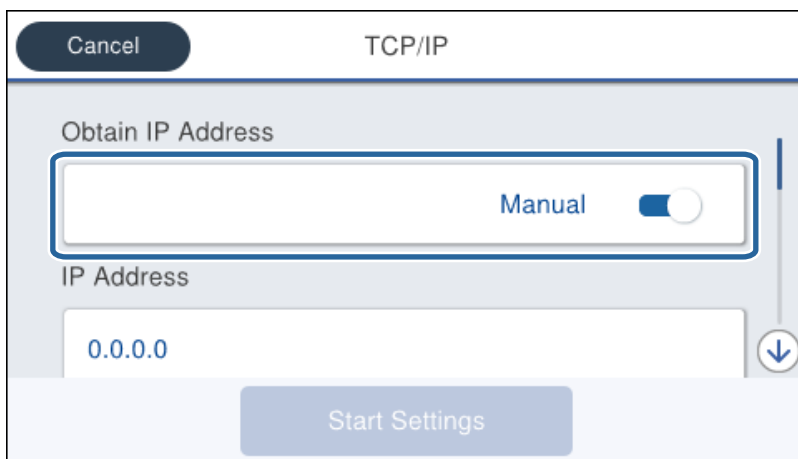 Cancel TCP/IP
Obtain IP Address
Manual
IP Address
0.0.0.0
Start Settings